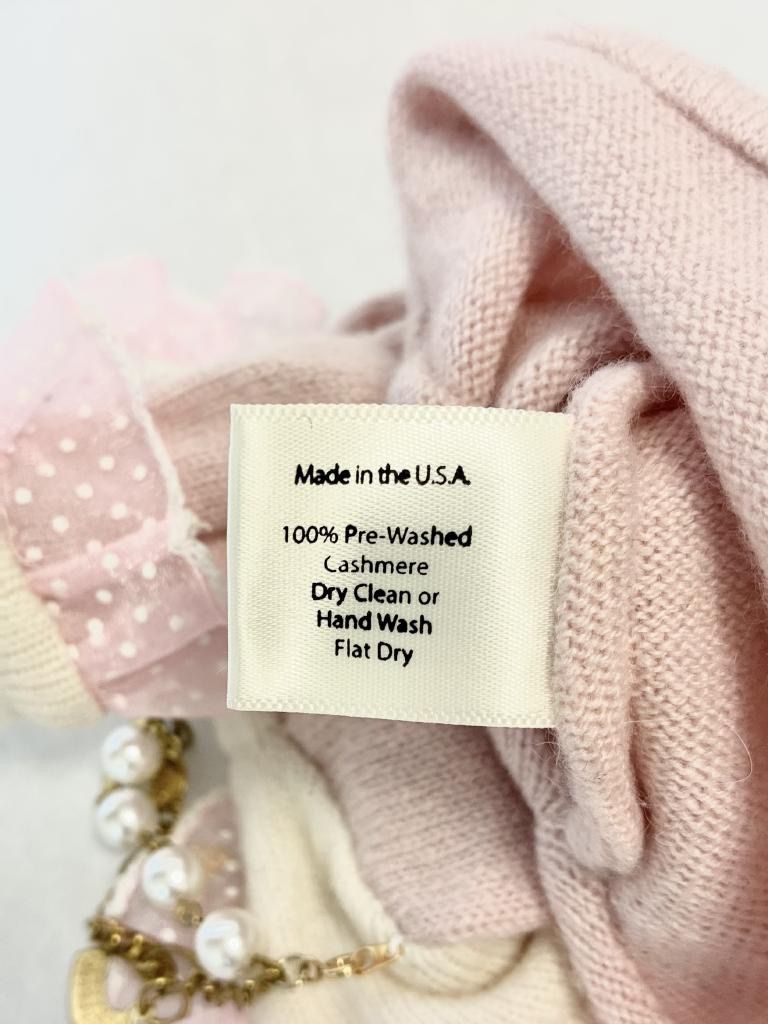 Made in the U.S.A.
100% Pre-Washed
Cashmere
Dry Clean or
Hand Wash
Flat Dry